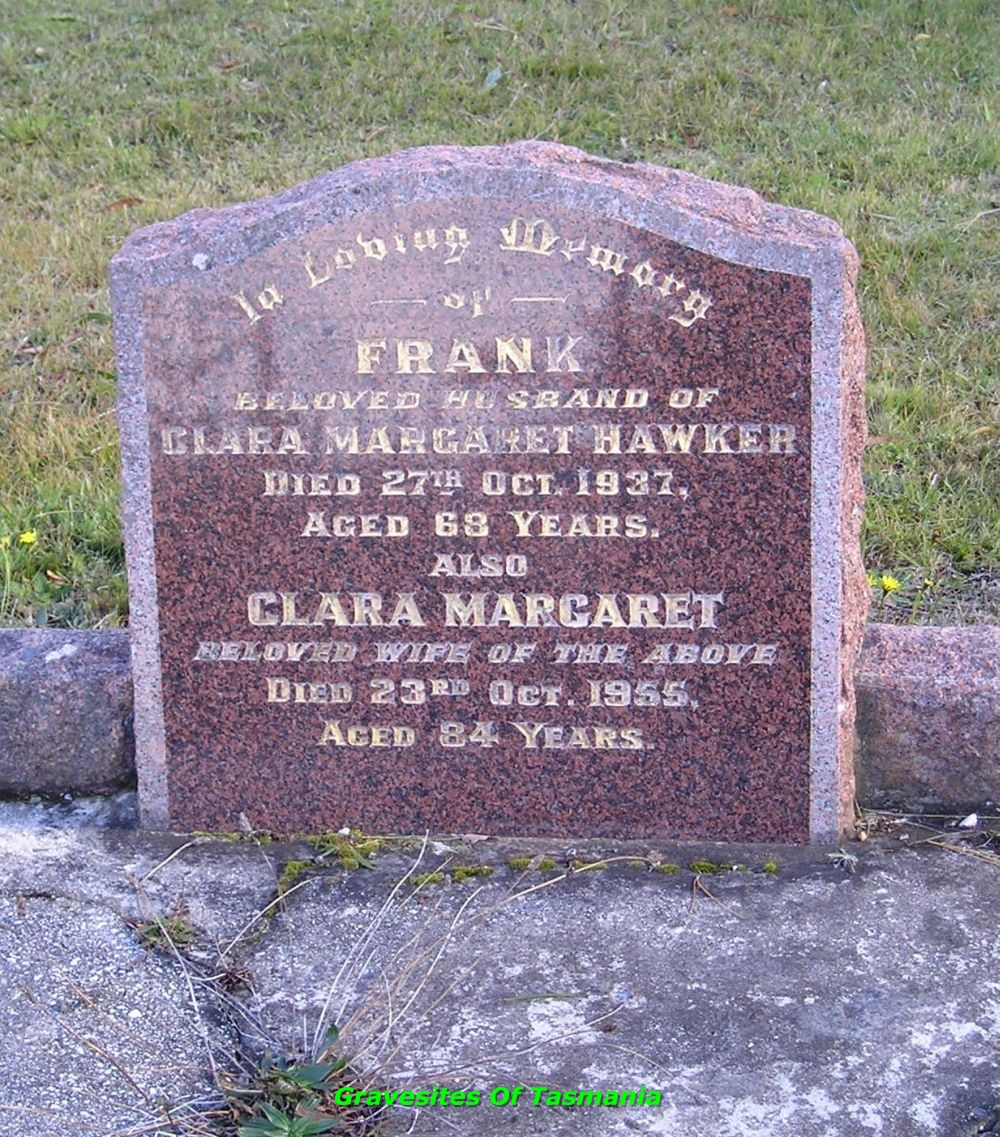 In Loving Memory
of
FRANK
BELOVED HUSBAND OF
CLARA MARGARET HAWKER
DIED 27TH OCT. 1937,
AGED 68 YEARS.
ALSO
CLARA MARGARET
BELOVED WIFE OF THE ABOVE
DIED 23RD OCT. 1955,
AGED 84 YEARS.
Gravesites Of Tasmania